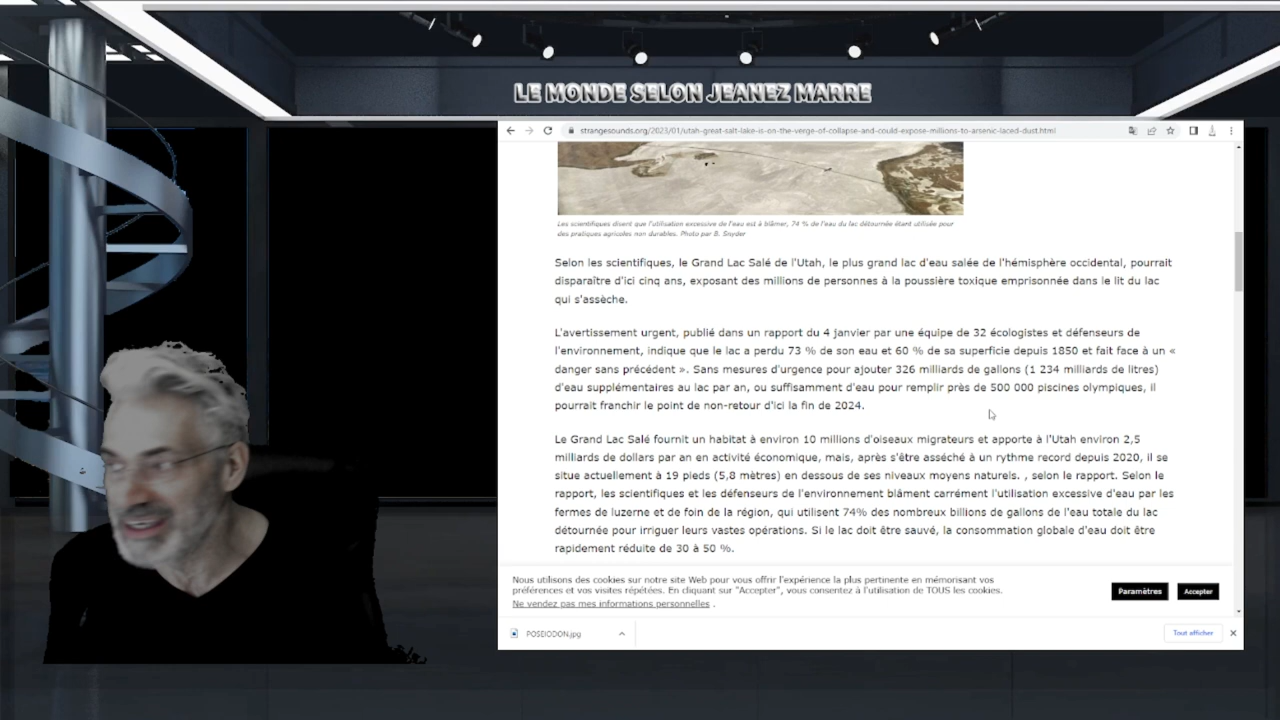 LE MONDE SELON JEANEZ MARRE
strangesounds.org/2023/01/utah-great-salt-lake-is-on-the-verge-of-collapse-and-could-expose-millions-to-arsenic-laced-dust.html
Les scientifiques disent que l'utilisation excessive de l'eau est à blâmer, 74 % de l'eau du lac détournée étant utilisée pour
des pratiques agricoles non durables. Photo par B. Snyder
Selon les scientifiques, le Grand Lac Salé de l'Utah, le plus grand lac d'eau salée de l'hémisphère occidental, pourrait
disparaître d'ici cinq ans, exposant des millions de personnes à la poussière toxique emprisonnée dans le lit du lac
qui s'assèche.
L'avertissement urgent, publié dans un rapport du 4 janvier par une équipe de 32 écologistes et défenseurs de
l'environnement, indique que le lac a perdu 73 % de son eau et 60 % de sa superficie depuis 1850 et fait face à un «
danger sans précédent ». Sans mesures d'urgence pour ajouter 326 milliards de gallons (1 234 milliards de litres)
d'eau supplémentaires au lac par an, ou suffisamment d'eau pour remplir près de 500 000 piscines olympiques, il
pourrait franchir le point de non-retour d'ici la fin de 2024.
Le Grand Lac Salé fournit un habitat à environ 10 millions d'oiseaux migrateurs et apporte à l'Utah environ 2,5
milliards de dollars par an en activité économique, mais, après s'être asséché à un rythme record depuis 2020, il se
situe actuellement à 19 pieds (5,8 mètres) en dessous de ses niveaux moyens naturels. , selon le rapport. Selon le
rapport, les scientifiques et les défenseurs de l'environnement blâment carrément l'utilisation excessive d'eau par les
fermes de luzerne et de foin de la région, qui utilisent 74% des nombreux billions de gallons de l'eau totale du lac
détournée pour irriguer leurs vastes opérations. Si le lac doit être sauvé, la consommation globale d'eau doit être
rapidement réduite de 30 à 50 %.
Nous utilisons des cookies sur notre site Web pour vous offrir l'expérience la plus pertinente en mémorisant vos
préférences et vos visites répétées. En cliquant sur "Accepter", vous consentez à l'utilisation de TOUS les cookies.
Ne vendez pas mes informations personnelles .
Paramètres
Accepter
POSEIODON.jpg
Tout afficher